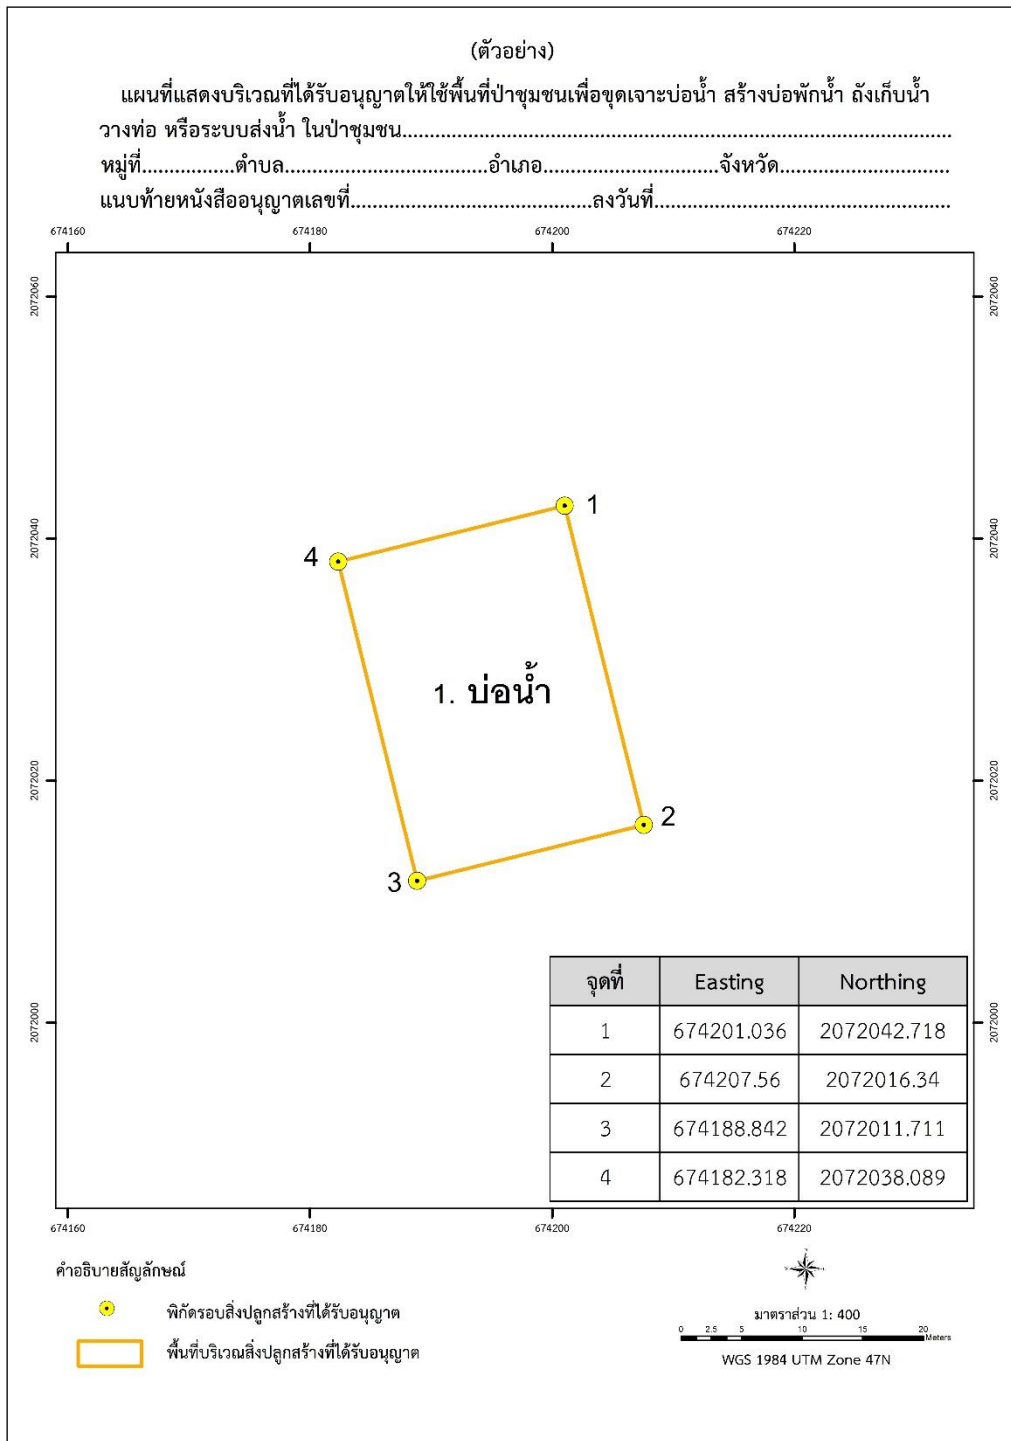 (ตัวอย่าง)
แผนที่แสดงบริเวณที่ได้รับอนุญาตให้ใช้พื้นที่ป่าชุมชนเพื่อขุดเจาะบ่อน้ำ สร้างบ่อพักน้ำ ถังเก็บน้ำ
วางท่อ หรือระบบส่งน้ำ ในป่าชุมชน....................................................................................................
หมู่ที่.................ตำบล.....................................อำเภอ................................จังหวัด...............................
แนบท้ายหนังสืออนุญาตเลขที่............................................ลงวันที่......................................................
674160 674180 674200 674220
2072060 2072060
1
2072040 2072040
4
1. บ่อน้ำ
2072020 2072020
2
3
จุดที่ Easting Northing
2072000 2072000
1 674201.036 2072042.718
2 674207.56 2072016.34
3 674188.842 2072011.711
4 674182.318 2072038.089
674160 674180 674200 674220
คำอธิบายสัญลักษณ์
พิกัดรอบสิ่งปลูกสร้างที่ได้รับอนุญาต
พื้นที่บริเวณสิ่งปลูกสร้างที่ได้รับอนุญาต
มาตราส่วน 1: 400
0 2.5 5 10 15 20
Meters
WGS 1984 UTM Zone 47N